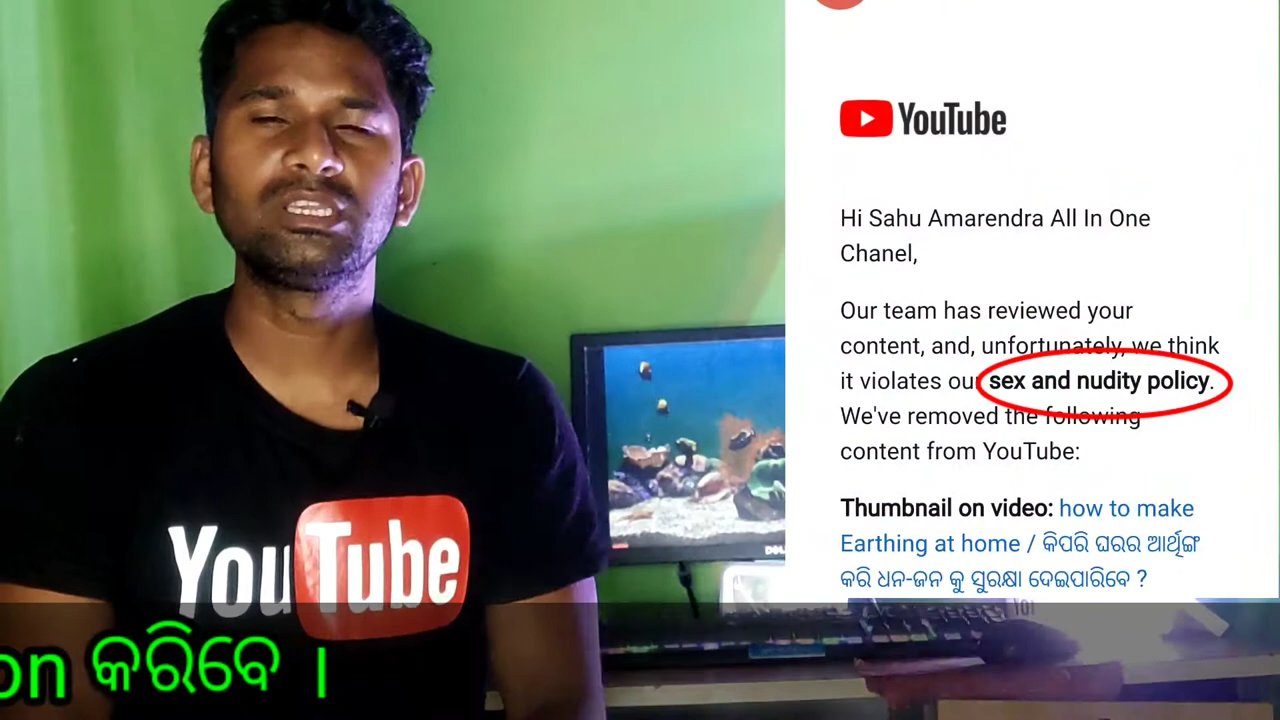 YouTube
Hi Sahu Amarendra All In One
Chanel,
Our team has reviewed your
content, and, unfortunately, we think
it violates our sex and nudity policy.
We've removed the following
content from YouTube:
Thumbnail on video: how to make
Earthing at home / କିପରି ଘରର ଆର୍ଥିଙ୍ଗ
କରି ଧନ-ଜନ କୁ ସୁରକ୍ଷା ଦେଇପାରିବେ ?
YouTube
DELL
on କରିବେ ।